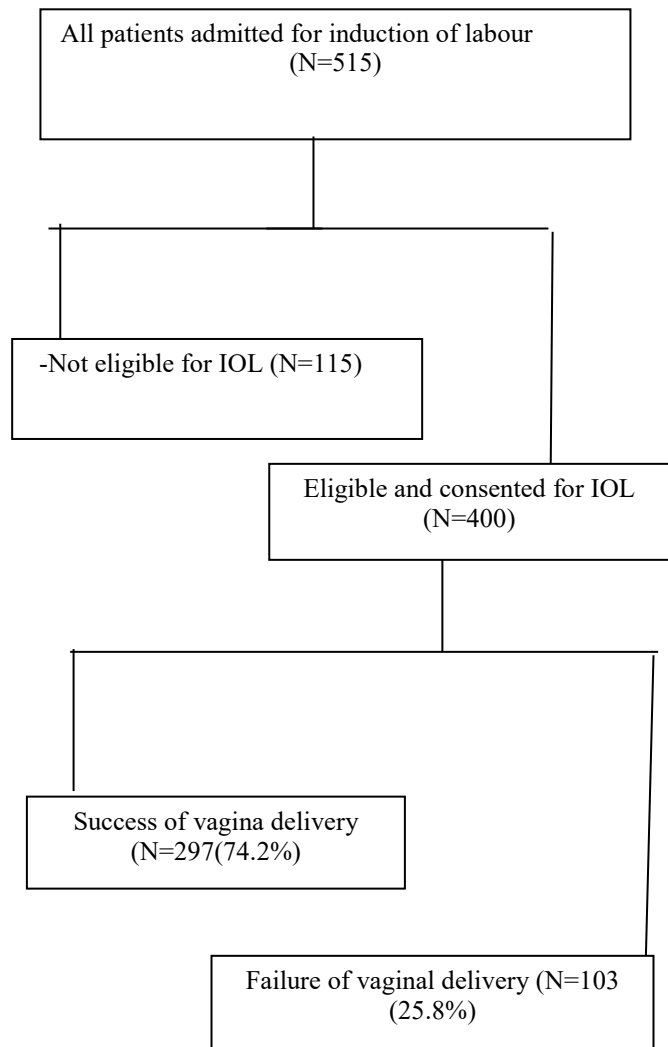 All patients admitted for induction of labour
(N=515)
-Not eligible for IOL (N=115)
Eligible and consented for IOL
(N=400)
Success of vagina delivery
(N=297(74.2%)
Failure of vaginal delivery (N=103
(25.8%)